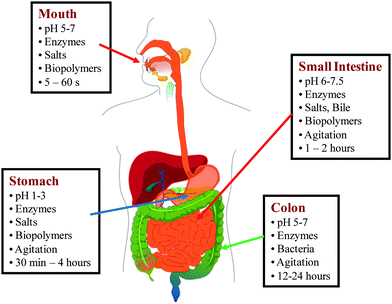 Mouth
• pH 5-7
• Enzymes
• Salts
• Biopolymers
• 5 – 60 s
Small Intestine
• pH 6-7.5
• Enzymes
• Salts, Bile
• Biopolymers
• Agitation
• 1 – 2 hours
Stomach
• pH 1-3
• Enzymes
• Salts
• Biopolymers
• Agitation
• 30 min – 4 hours
Colon
• pH 5-7
• Enzymes
• Bacteria
• Agitation
• 12-24 hours